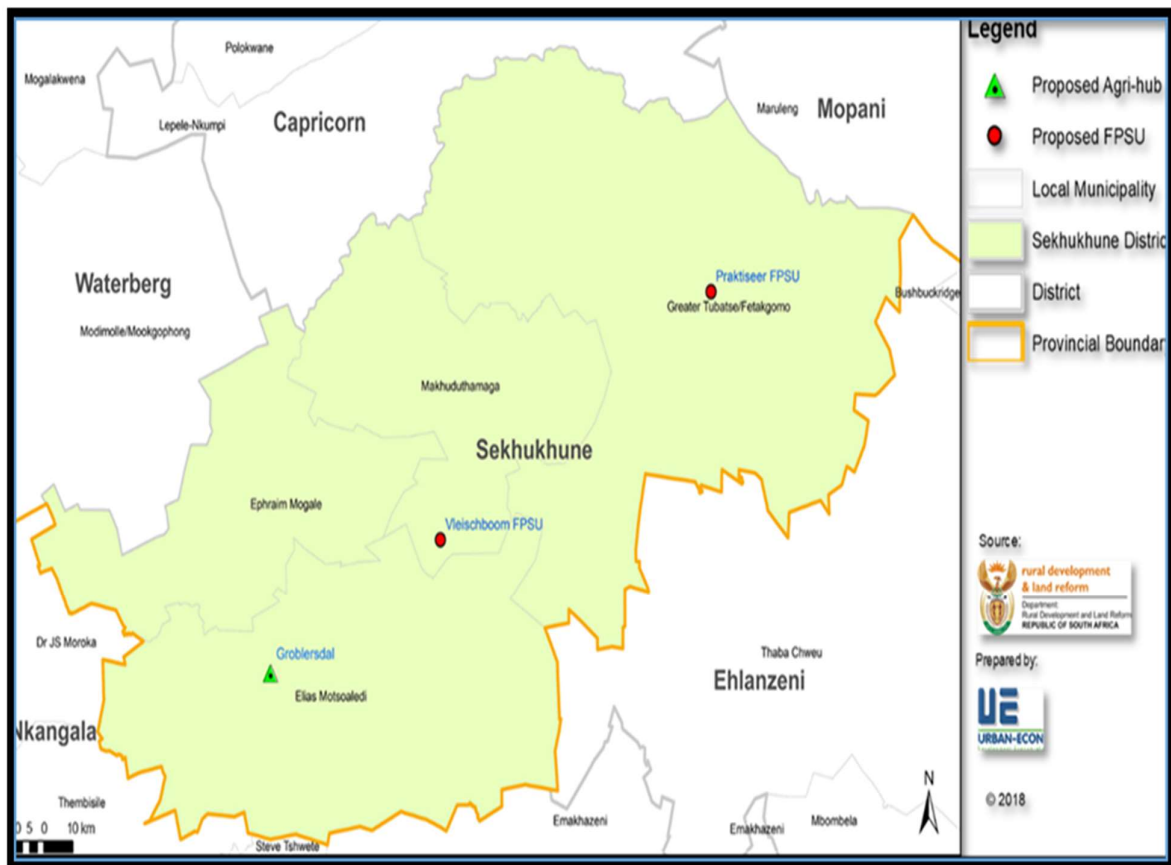 Polokwane
Mogalakwena
Capricorn
Lepele-Nkumpi
Maruleng
Mopani
Waterberg
Modimolle/Mookgophong
Praktiseer FPSU
Greater Tubatse/Fetakgomo
Bushbuckridge
Makhuduthamaga
Sekhukhune
Ephraim Mogale
Vleischboom FPSU
Dr JS Moroka
Groblersdal
Elias Motsoaledi
Thaba Chweu
Ehlanzeni
Nkangala
Thembisile
0 5 0 10 km
Steve Tshwete
Emakhazeni
Emakhazeni
Mbombela
N
Legend
Proposed Agri-hub
Proposed FPSU
Local Municipality
Sekhukhune Distric
District
Provincial Boundar
Source:
rural development
& land reform
Department:
Rural Development and Land Reform
REPUBLIC OF SOUTH AFRICA
Prepared by:
UE
URBAN-ECON
© 2018